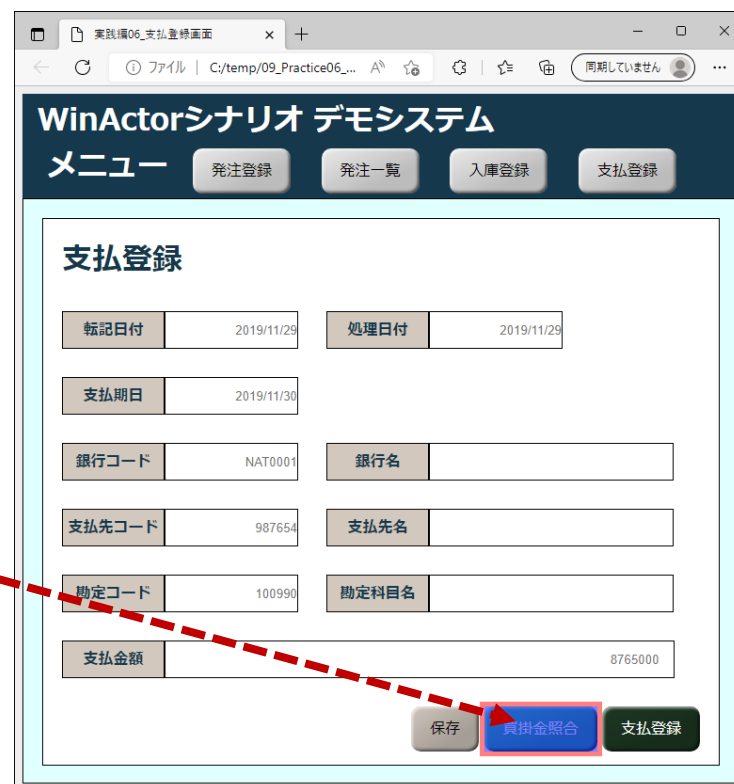 実践編06_支払登録画面
ファイル | C:/temp/09_Practice06_... 同期していません
WinActorシナリオ デモシステム
メニュー 発注登録 発注一覧 入庫登録 支払登録
支払登録
転記日付 2019/11/29 処理日付 2019/11/29
支払期日 2019/11/30
銀行コード NAT0001 銀行名
支払先コード 987654 支払先名
勘定コード 100990 勘定科目名
支払金額 8765000
保存 買掛金照合 支払登録